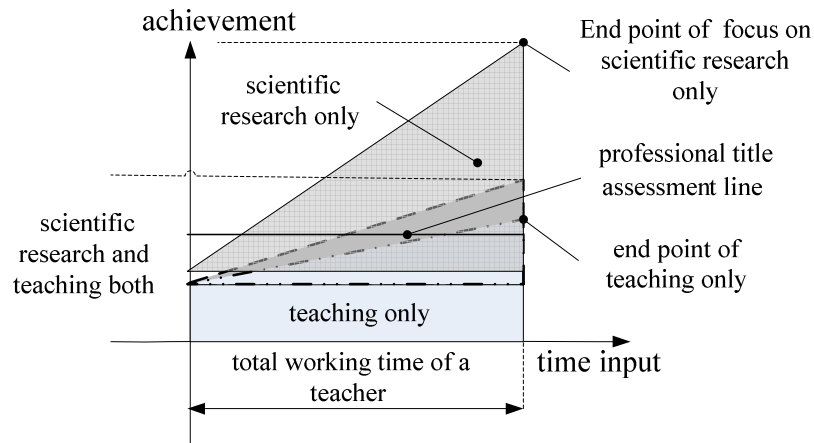 achievement
End point of focus on
scientific research
only
scientific
research only
professional title
assessment line
scientific
research and
teaching both
end point of
teaching only
teaching only
total working time of a
teacher
time input